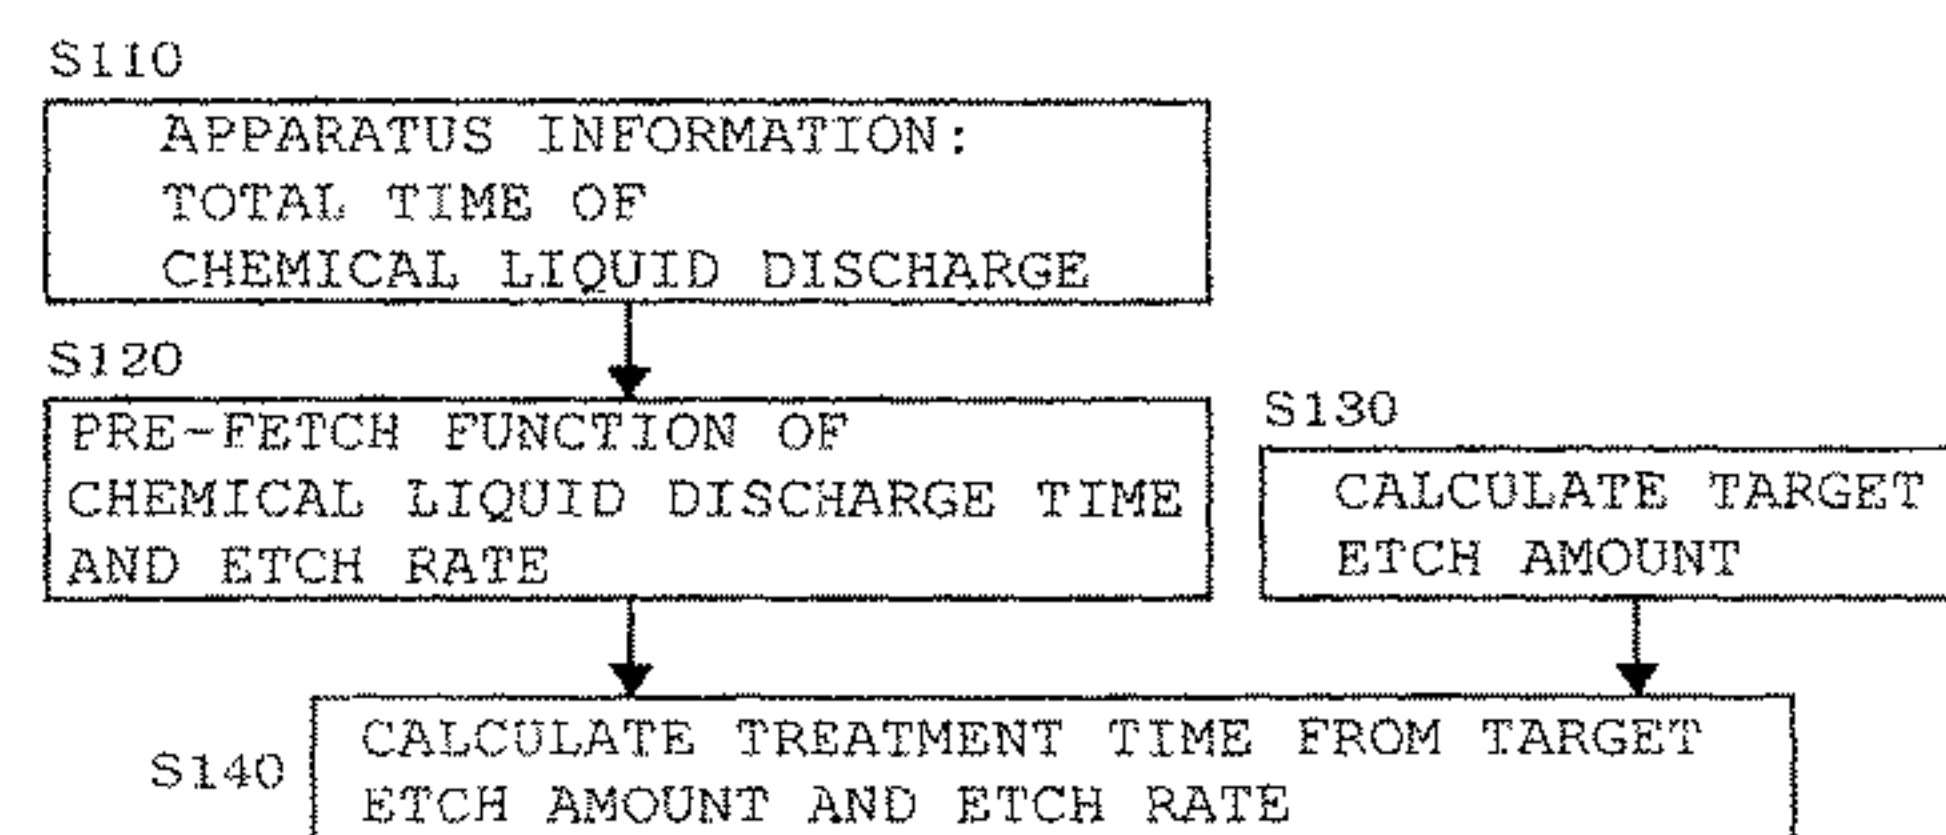 S110
APPARATUS INFORMATION:
TOTAL TIME OF
CHEMICAL LIQUID DISCHARGE
S120
PRE-FETCH FUNCTION OF
CHEMICAL LIQUID DISCHARGE TIME
AND ETCH RATE
S130
CALCULATE TARGET
ETCH AMOUNT
S140
CALCULATE TREATMENT TIME FROM TARGET
ETCH AMOUNT AND ETCH RATE